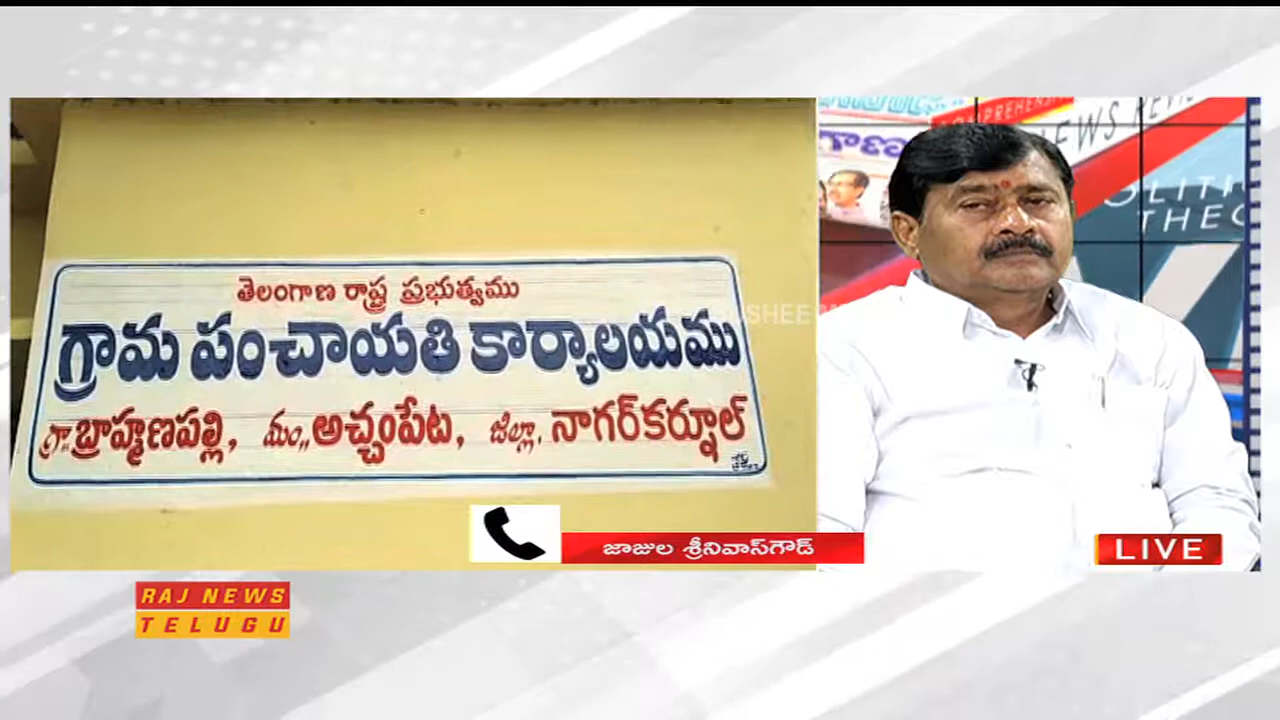 తెలంగాణ రాష్ట్ర ప్రభుత్వము
గ్రామ పంచాయతి కార్యాలయము
గ్రా,, బ్రాహ్మణపల్లి, మం,, అచ్చంపేట, జిల్లా. నాగర్‌కర్నూల్
జాజుల శ్రీనివాస్‌గౌడ్
LIVE
RAJ NEWS
TELUGU